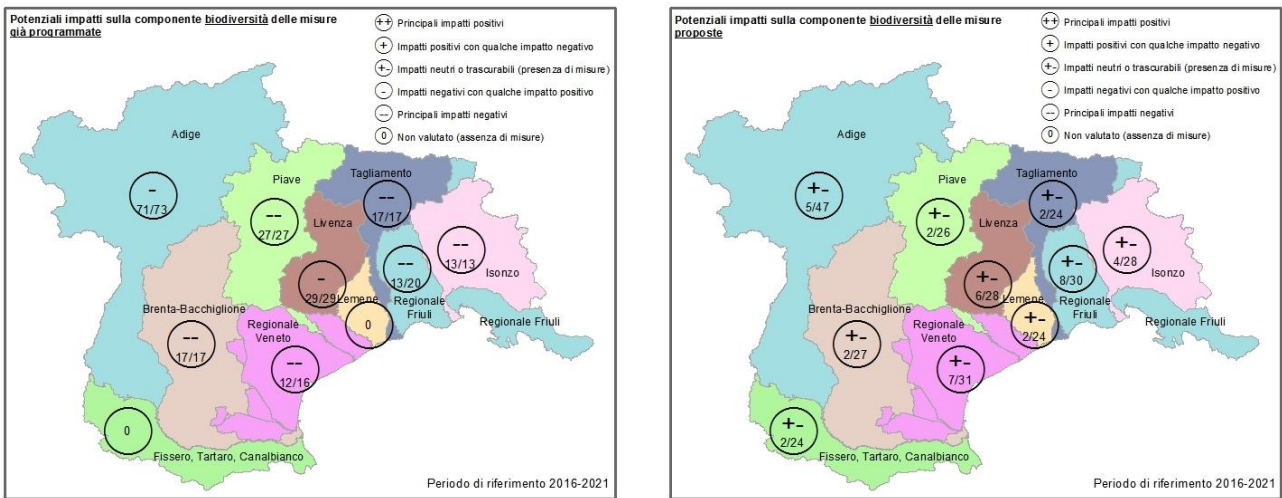 Potenziali impatti sulla componente biodiversità delle misure
già programmate
++ Principali impatti positivi
+ Impatti positivi con qualche impatto negativo
+- Impatti neutri o trascurabili (presenza di misure)
- Impatti negativi con qualche impatto positivo
-- Principali impatti negativi
0 Non valutato (assenza di misure)
Adige
-
71/73
Piave
--
27/27
Tagliamento
--
17/17
Livenza
-
29/29
Lemene
0
--
13/20
Regionale
Friuli
--
13/13
Isonzo
Regionale Friuli
Brenta-Bacchiglione
--
17/17
Regionale
Veneto
--
12/16
0
Fissero, Tartaro, Canalbianco
Periodo di riferimento 2016-2021
Potenziali impatti sulla componente biodiversità delle misure
proposte
++ Principali impatti positivi
+ Impatti positivi con qualche impatto negativo
+- Impatti neutri o trascurabili (presenza di misure)
- Impatti negativi con qualche impatto positivo
-- Principali impatti negativi
0 Non valutato (assenza di misure)
Adige
+-
5/47
Piave
+-
2/26
Tagliamento
+-
2/24
Livenza
+-
6/28
Lemene
+-
2/24
+-
8/30
Regionale
Friuli
+-
4/28
Isonzo
Regionale Friuli
Brenta-Bacchiglione
+-
2/27
Regionale
Veneto
+-
7/31
+-
2/24
Fissero, Tartaro, Canalbianco
Periodo di riferimento 2016-2021